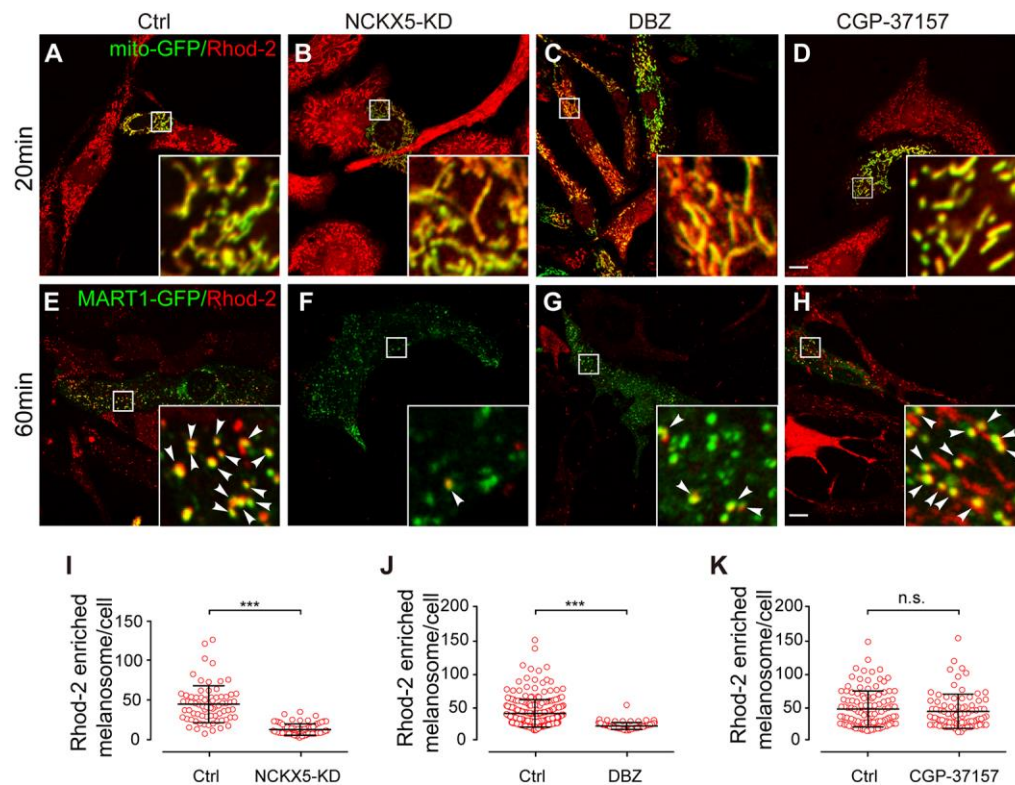 Ctrl NCKX5-KD DBZ CGP-37157
A B C D
mito-GFP/Rhod-2
20min
E F G H
MART1-GFP/Rhod-2
60min
I J K
Rhod-2 enriched
melanosome/cell
150
100
50
0
***
Ctrl NCKX5-KD
Rhod-2 enriched
melanosome/cell
200
150
100
50
0
***
Ctrl DBZ
Rhod-2 enriched
melanosome/cell
200
150
100
50
0
n.s.
Ctrl CGP-37157